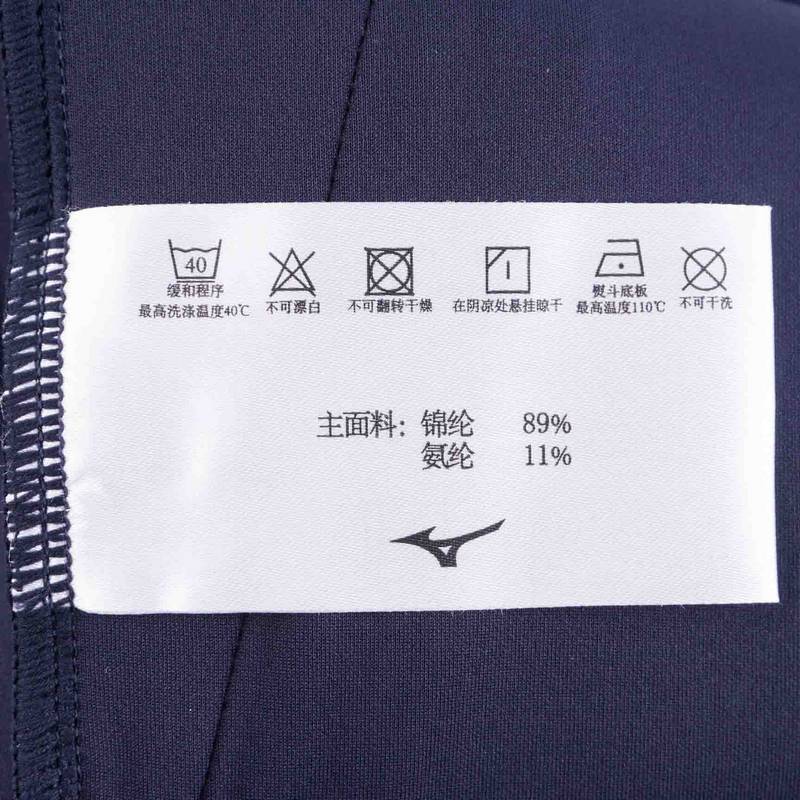 40
缓和程序
最高洗涤温度40℃
不可漂白
不可翻转干燥
在阴凉处悬挂晾干
熨斗底板
最高温度110℃
不可干洗
主面料: 锦纶 89%
氨纶 11%